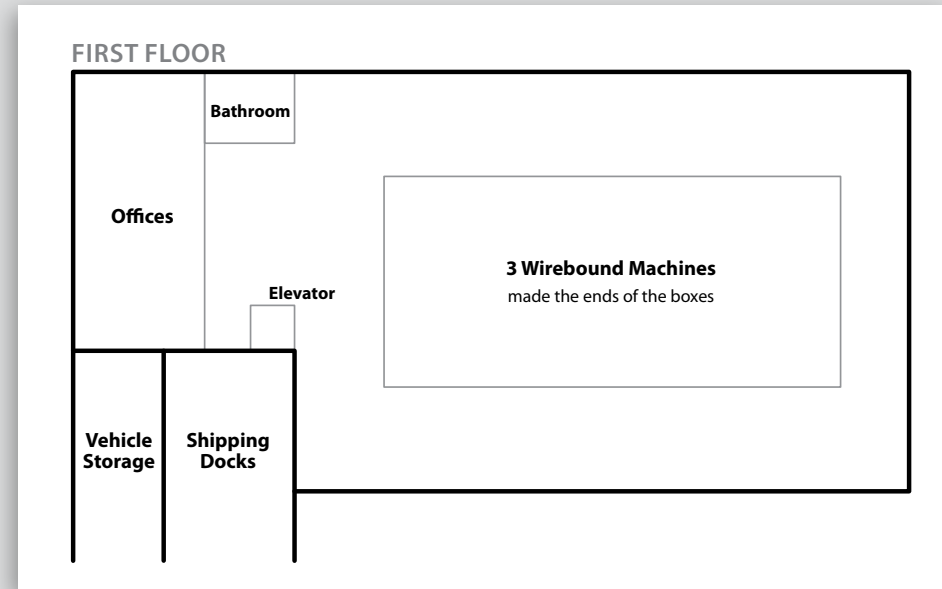 FIRST FLOOR
Bathroom
Offices
Elevator
3 Wirebound Machines
made the ends of the boxes
Vehicle
Storage
Shipping
Docks